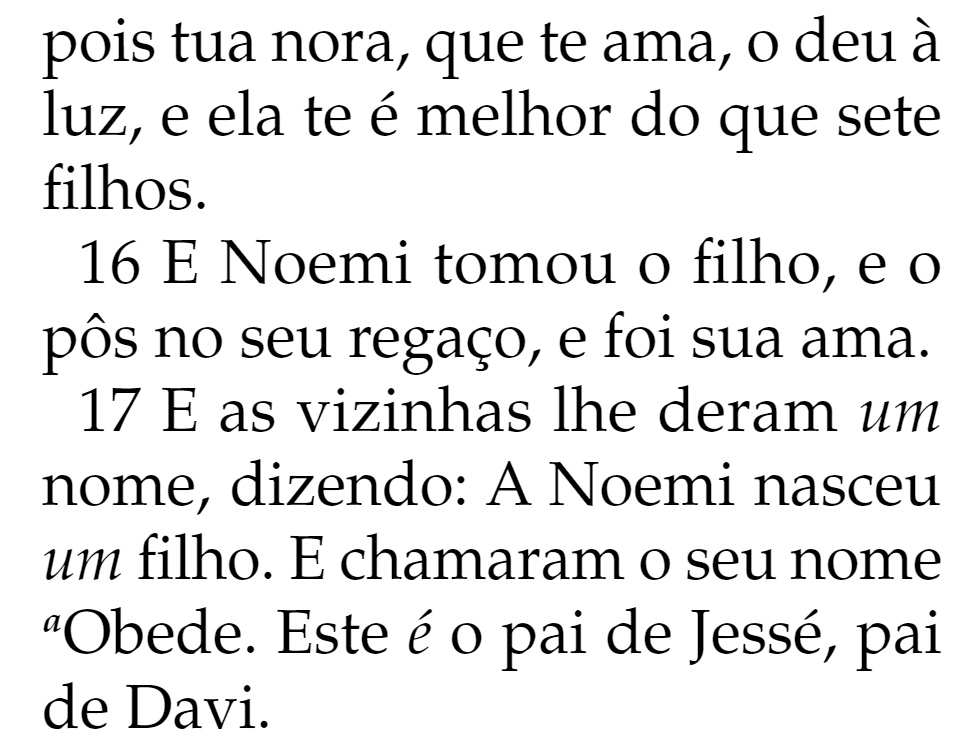 pois tua nora, que te ama, o deu à
luz, e ela te é melhor do que sete
filhos.
16 E Noemi tomou o filho, e o
pôs no seu regaço, e foi sua ama.
17 E as vizinhas lhe deram um
nome, dizendo: A Noemi nasceu
um filho. E chamaram o seu nome
aObede. Este é o pai de Jessé, pai
de Davi.